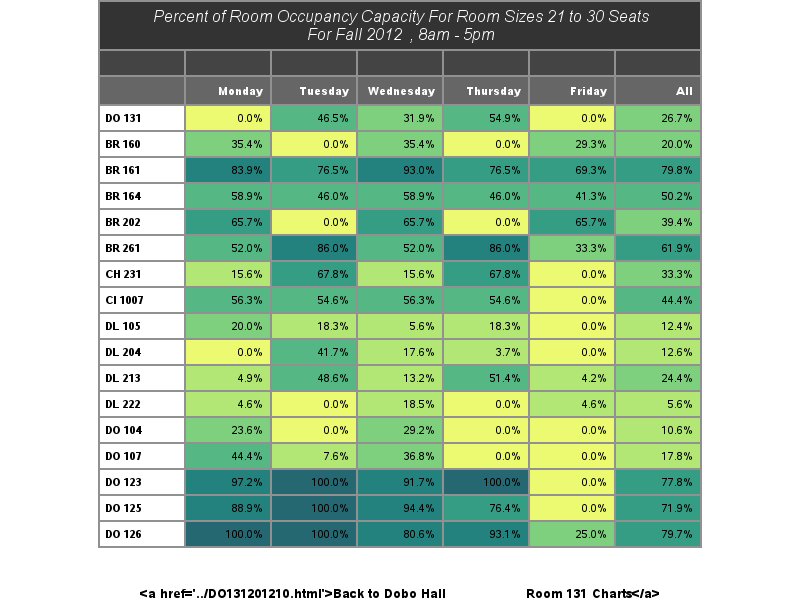 Percent of Room Occupancy Capacity For Room Sizes 21 to 30 Seats
For Fall 2012 , 8am - 5pm
Monday Tuesday Wednesday Thursday Friday All
DO 131 0.0% 46.5% 31.9% 54.9% 0.0% 26.7%
BR 160 35.4% 0.0% 35.4% 0.0% 29.3% 20.0%
BR 161 83.9% 76.5% 93.0% 76.5% 69.3% 79.8%
BR 164 58.9% 46.0% 58.9% 46.0% 41.3% 50.2%
BR 202 65.7% 0.0% 65.7% 0.0% 65.7% 39.4%
BR 261 52.0% 86.0% 52.0% 86.0% 33.3% 61.9%
CH 231 15.6% 67.8% 15.6% 67.8% 0.0% 33.3%
CI 1007 56.3% 54.6% 56.3% 54.6% 0.0% 44.4%
DL 105 20.0% 18.3% 5.6% 18.3% 0.0% 12.4%
DL 204 0.0% 41.7% 17.6% 3.7% 0.0% 12.6%
DL 213 4.9% 48.6% 13.2% 51.4% 4.2% 24.4%
DL 222 4.6% 0.0% 18.5% 0.0% 4.6% 5.6%
DO 104 23.6% 0.0% 29.2% 0.0% 0.0% 10.6%
DO 107 44.4% 7.6% 36.8% 0.0% 0.0% 17.8%
DO 123 97.2% 100.0% 91.7% 100.0% 0.0% 77.8%
DO 125 88.9% 100.0% 94.4% 76.4% 0.0% 71.9%
DO 126 100.0% 100.0% 80.6% 93.1% 25.0% 79.7%
<a href='../DO131201210.html'>Back to Dobo Hall Room 131 Charts</a>